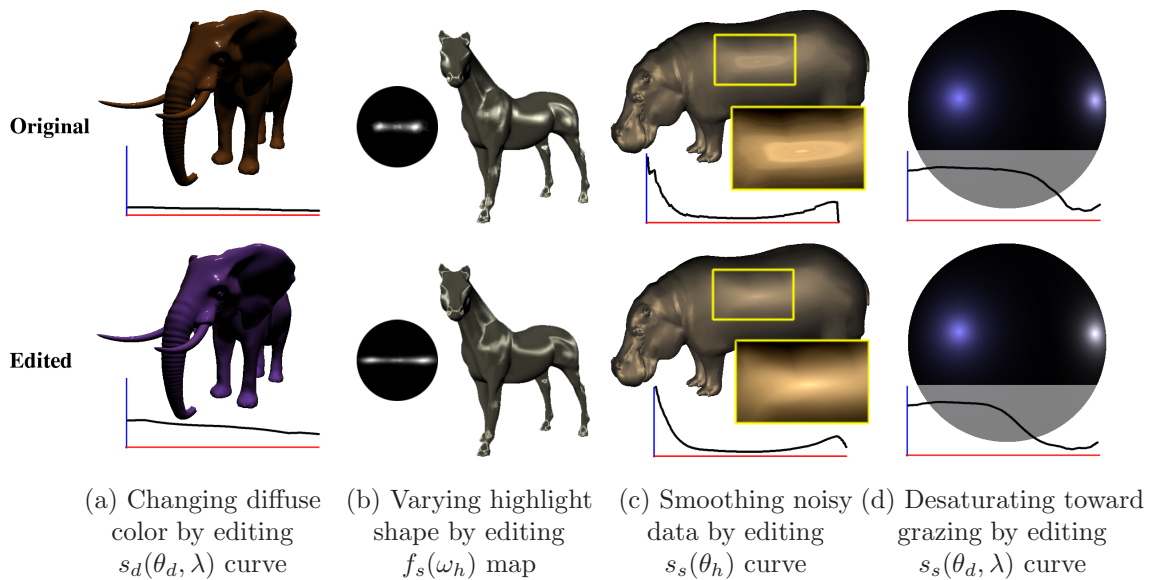 Original
Edited
(a) Changing diffuse
color by editing
s_d(θ_d, λ) curve
(b) Varying highlight
shape by editing
f_s(ω_h) map
(c) Smoothing noisy
data by editing
s_s(θ_h) curve
(d) Desaturating toward
grazing by editing
s_s(θ_d, λ) curve